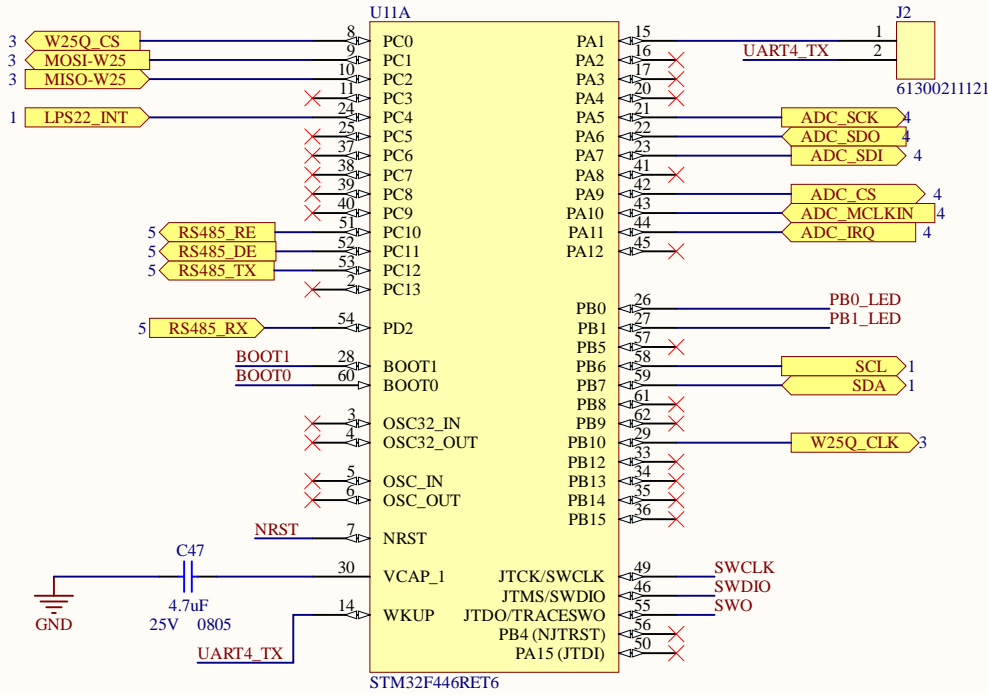 U11A
J2
3 W25Q_CS 8 PC0 PA1 15 1
3 MOSI-W25 9 PC1 PA2 16 UART4_TX 2
3 MISO-W25 10 PC2 PA3 17
11 PC3 PA4 20 61300211121
1 LPS22_INT 24 PC4 PA5 21 ADC_SCK 4
25 PC5 PA6 22 ADC_SDO 4
37 PC6 PA7 23 ADC_SDI 4
38 PC7 PA8 41
39 PC8 PA9 42 ADC_CS 4
40 PC9 PA10 43 ADC_MCLKIN 4
5 RS485_RE 51 PC10 PA11 44 ADC_IRQ 4
5 RS485_DE 52 PC11 PA12 45
5 RS485_TX 53 PC12
2 PC13
PB0 26 PB0_LED
5 RS485_RX 54 PD2 PB1 27 PB1_LED
PB5 57
BOOT1 28 BOOT1 PB6 58 SCL 1
BOOT0 60 BOOT0 PB7 59 SDA 1
PB8 61
3 OSC32_IN PB9 62
4 OSC32_OUT PB10 29 W25Q_CLK 3
PB12 33
5 OSC_IN PB13 34
6 OSC_OUT PB14 35
PB15 36
NRST 7 NRST
C47
30 VCAP_1 JTCK/SWCLK 49 SWCLK
4.7uF JTMS/SWDIO 46 SWDIO
GND 25V 0805 14 WKUP JTDO/TRACESWO 55 SWO
PB4 (NJTRST) 56
UART4_TX PA15 (JTDI) 50
STM32F446RET6